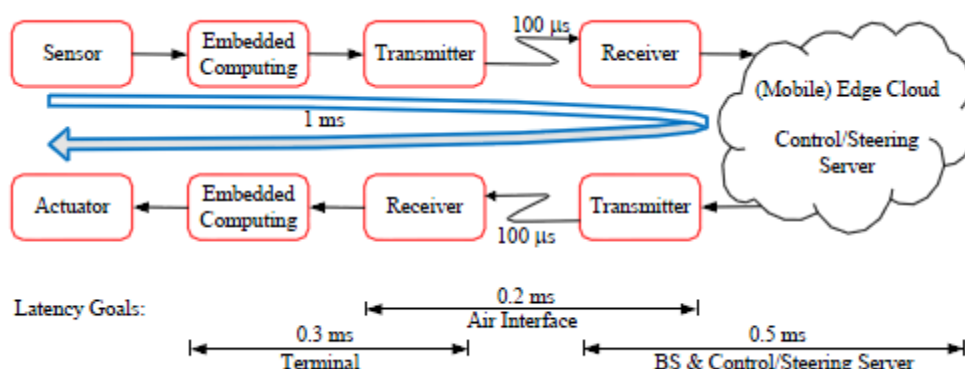 100 μs
Sensor
Embedded
Computing
Transmitter
Receiver
(Mobile) Edge Cloud
1 ms
Control/Steering
Server
Actuator
Embedded
Computing
Receiver
Transmitter
100 μs
Latency Goals:
0.2 ms
Air Interface
0.3 ms
Terminal
0.5 ms
BS & Control/Steering Server